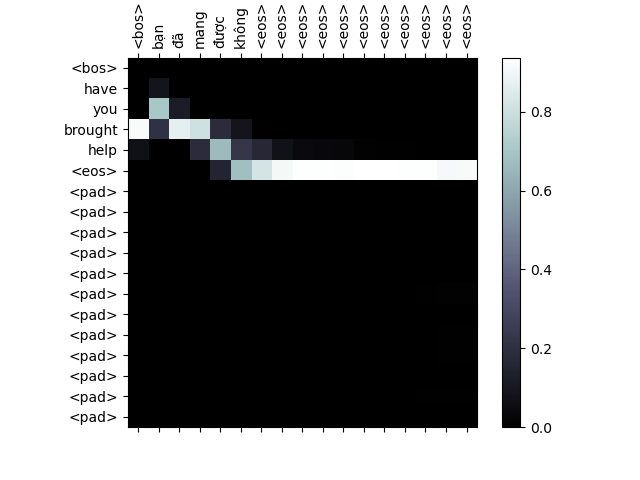 <bos> bạn đã mang được không <eos> <eos> <eos> <eos> <eos> <eos> <eos> <eos> <eos> <eos> <eos>
<bos>
have
you
brought
help
<eos>
<pad>
<pad>
<pad>
<pad>
<pad>
<pad>
<pad>
<pad>
<pad>
<pad>
<pad>
<pad>
0.8
0.6
0.4
0.2
0.0